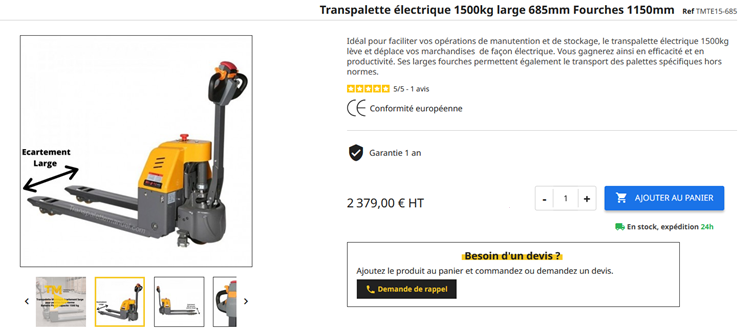 Transpalette électrique 1500kg large 685mm Fourches 1150mm Ref TMTE15-685
Idéal pour faciliter vos opérations de manutention et de stockage, le transpalette électrique 1500kg
lève et déplace vos marchandises de façon électrique. Vous gagnerez ainsi en efficacité et en
productivité. Ses larges fourches permettent également le transport des palettes spécifiques hors
normes.
5/5 - 1 avis
CE Conformité européenne
Ecartement
Large
Garantie 1 an
2 379,00 € HT
- 1 +
AJOUTER AU PANIER
En stock, expédition 24h
Besoin d'un devis ?
Ajoutez le produit au panier et commandez ou demandez un devis.
Demande de rappel
TM